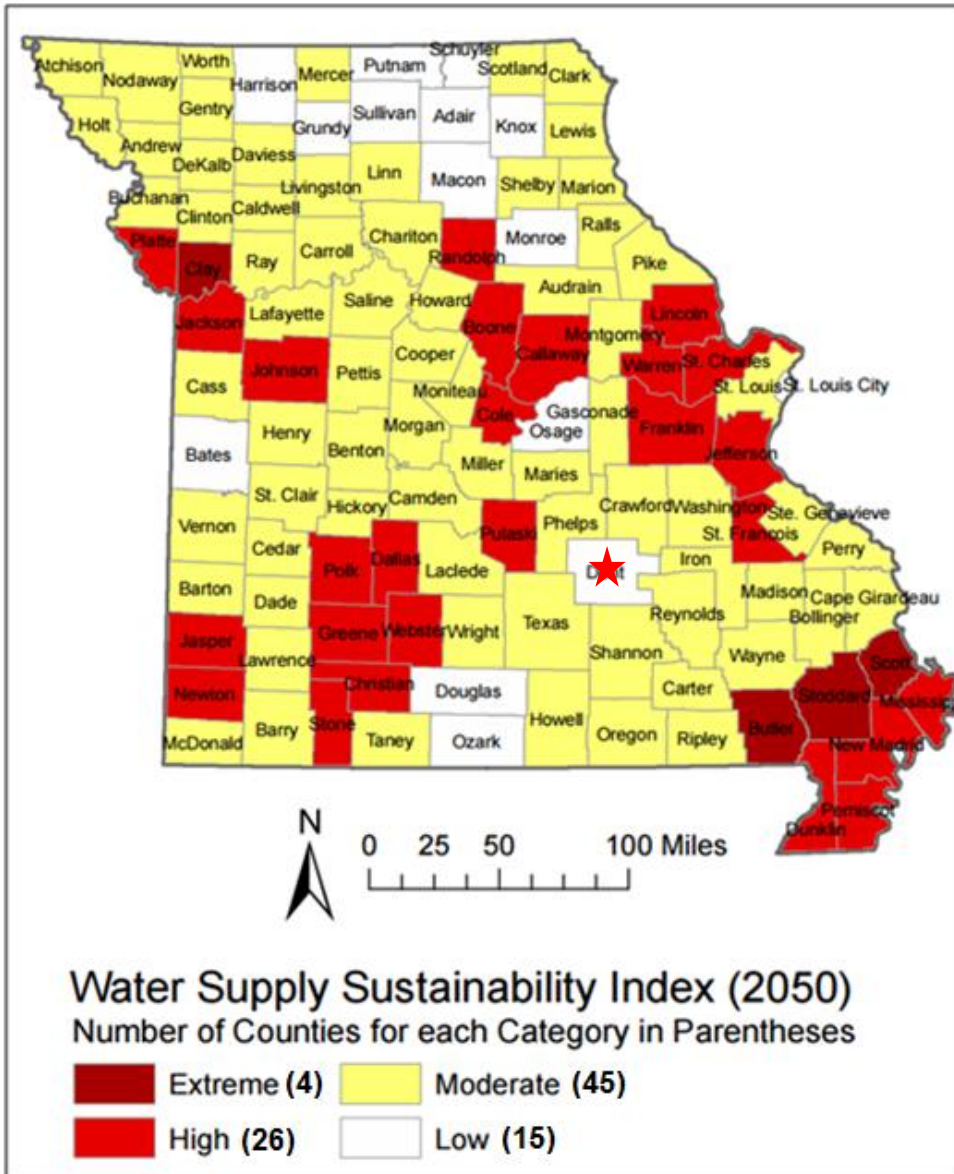 Schuyler
Atchison
Nodaway
Worth
Harrison
Mercer
Putnam
Scotland
Clark
Holt
Gentry
Sullivan
Adair
Knox
Lewis
Andrew
DeKalb
Daviess
Grundy
Linn
Macon
Shelby
Marion
Buchanan
Clinton
Caldwell
Livingston
Chariton
Monroe
Ralls
Platte
Clay
Ray
Carroll
Randolph
Pike
Audrain
Jackson
Lafayette
Saline
Howard
Boone
Callaway
Montgomery
Lincoln
Warren
St. Charles
Cass
Johnson
Pettis
Cooper
Moniteau
Cole
Gasconade
Osage
St. Louis
St. Louis City
Franklin
Jefferson
Bates
Henry
Benton
Morgan
Miller
Maries
Vernon
St. Clair
Hickory
Camden
Pulaski
Phelps
Crawford
Washington
Ste. Genevieve
St. Francois
Perry
Cedar
Polk
Dallas
Laclede
Iron
Barton
Dade
Texas
Reynolds
Madison
Cape Girardeau
Bollinger
Jasper
Lawrence
Greene
Webster
Wright
Shannon
Wayne
Scott
Newton
Christian
Douglas
Carter
Stoddard
Mississippi
McDonald
Barry
Stone
Taney
Ozark
Howell
Oregon
Ripley
Butler
New Madrid
Dunklin
Pemiscot
N
0 25 50 100 Miles
Water Supply Sustainability Index (2050)
Number of Counties for each Category in Parentheses
Extreme (4)
Moderate (45)
High (26)
Low (15)